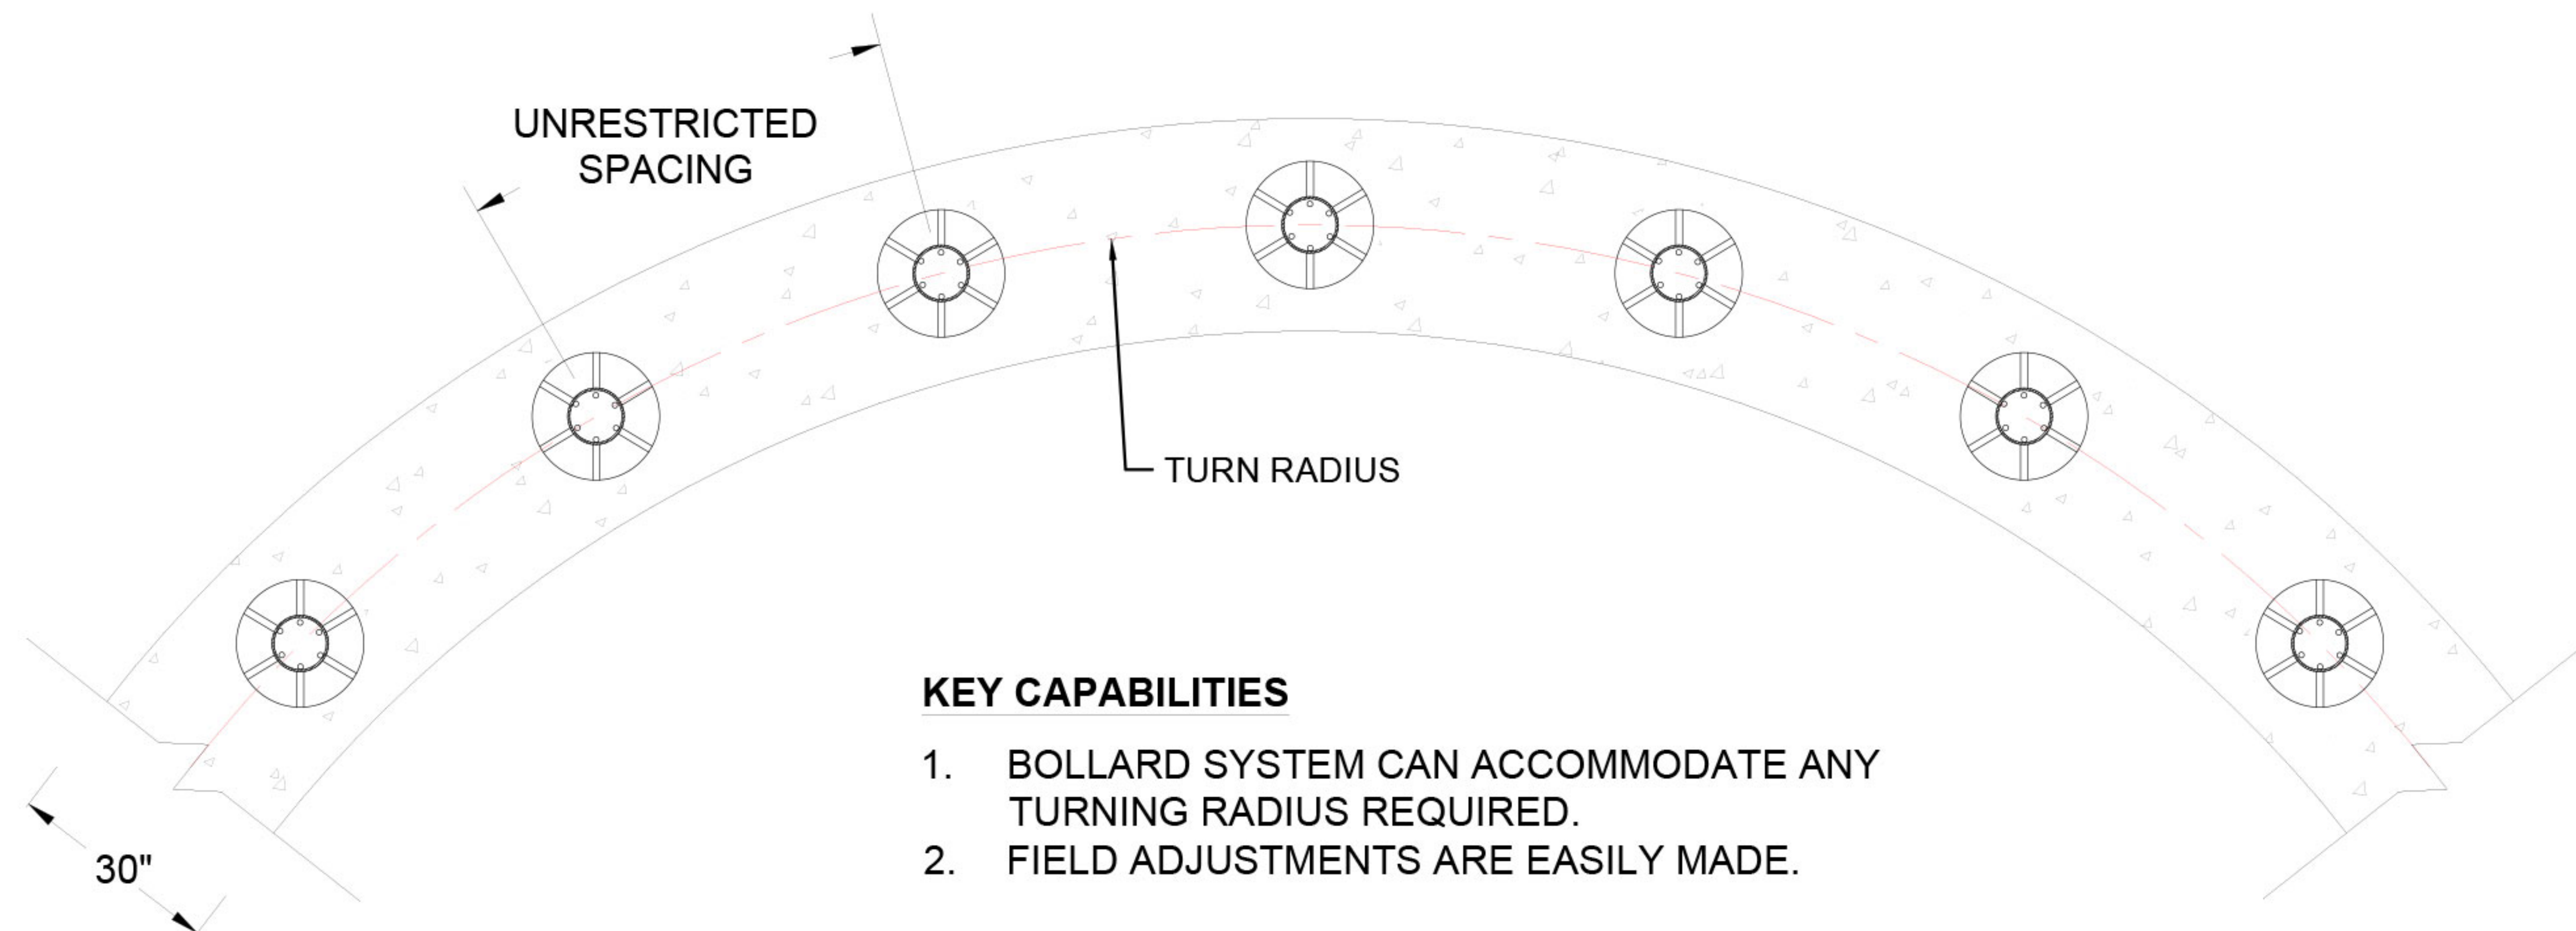 UNRESTRICTED
SPACING
TURN RADIUS
KEY CAPABILITIES
1. BOLLARD SYSTEM CAN ACCOMMODATE ANY
TURNING RADIUS REQUIRED.
2. FIELD ADJUSTMENTS ARE EASILY MADE.
30"